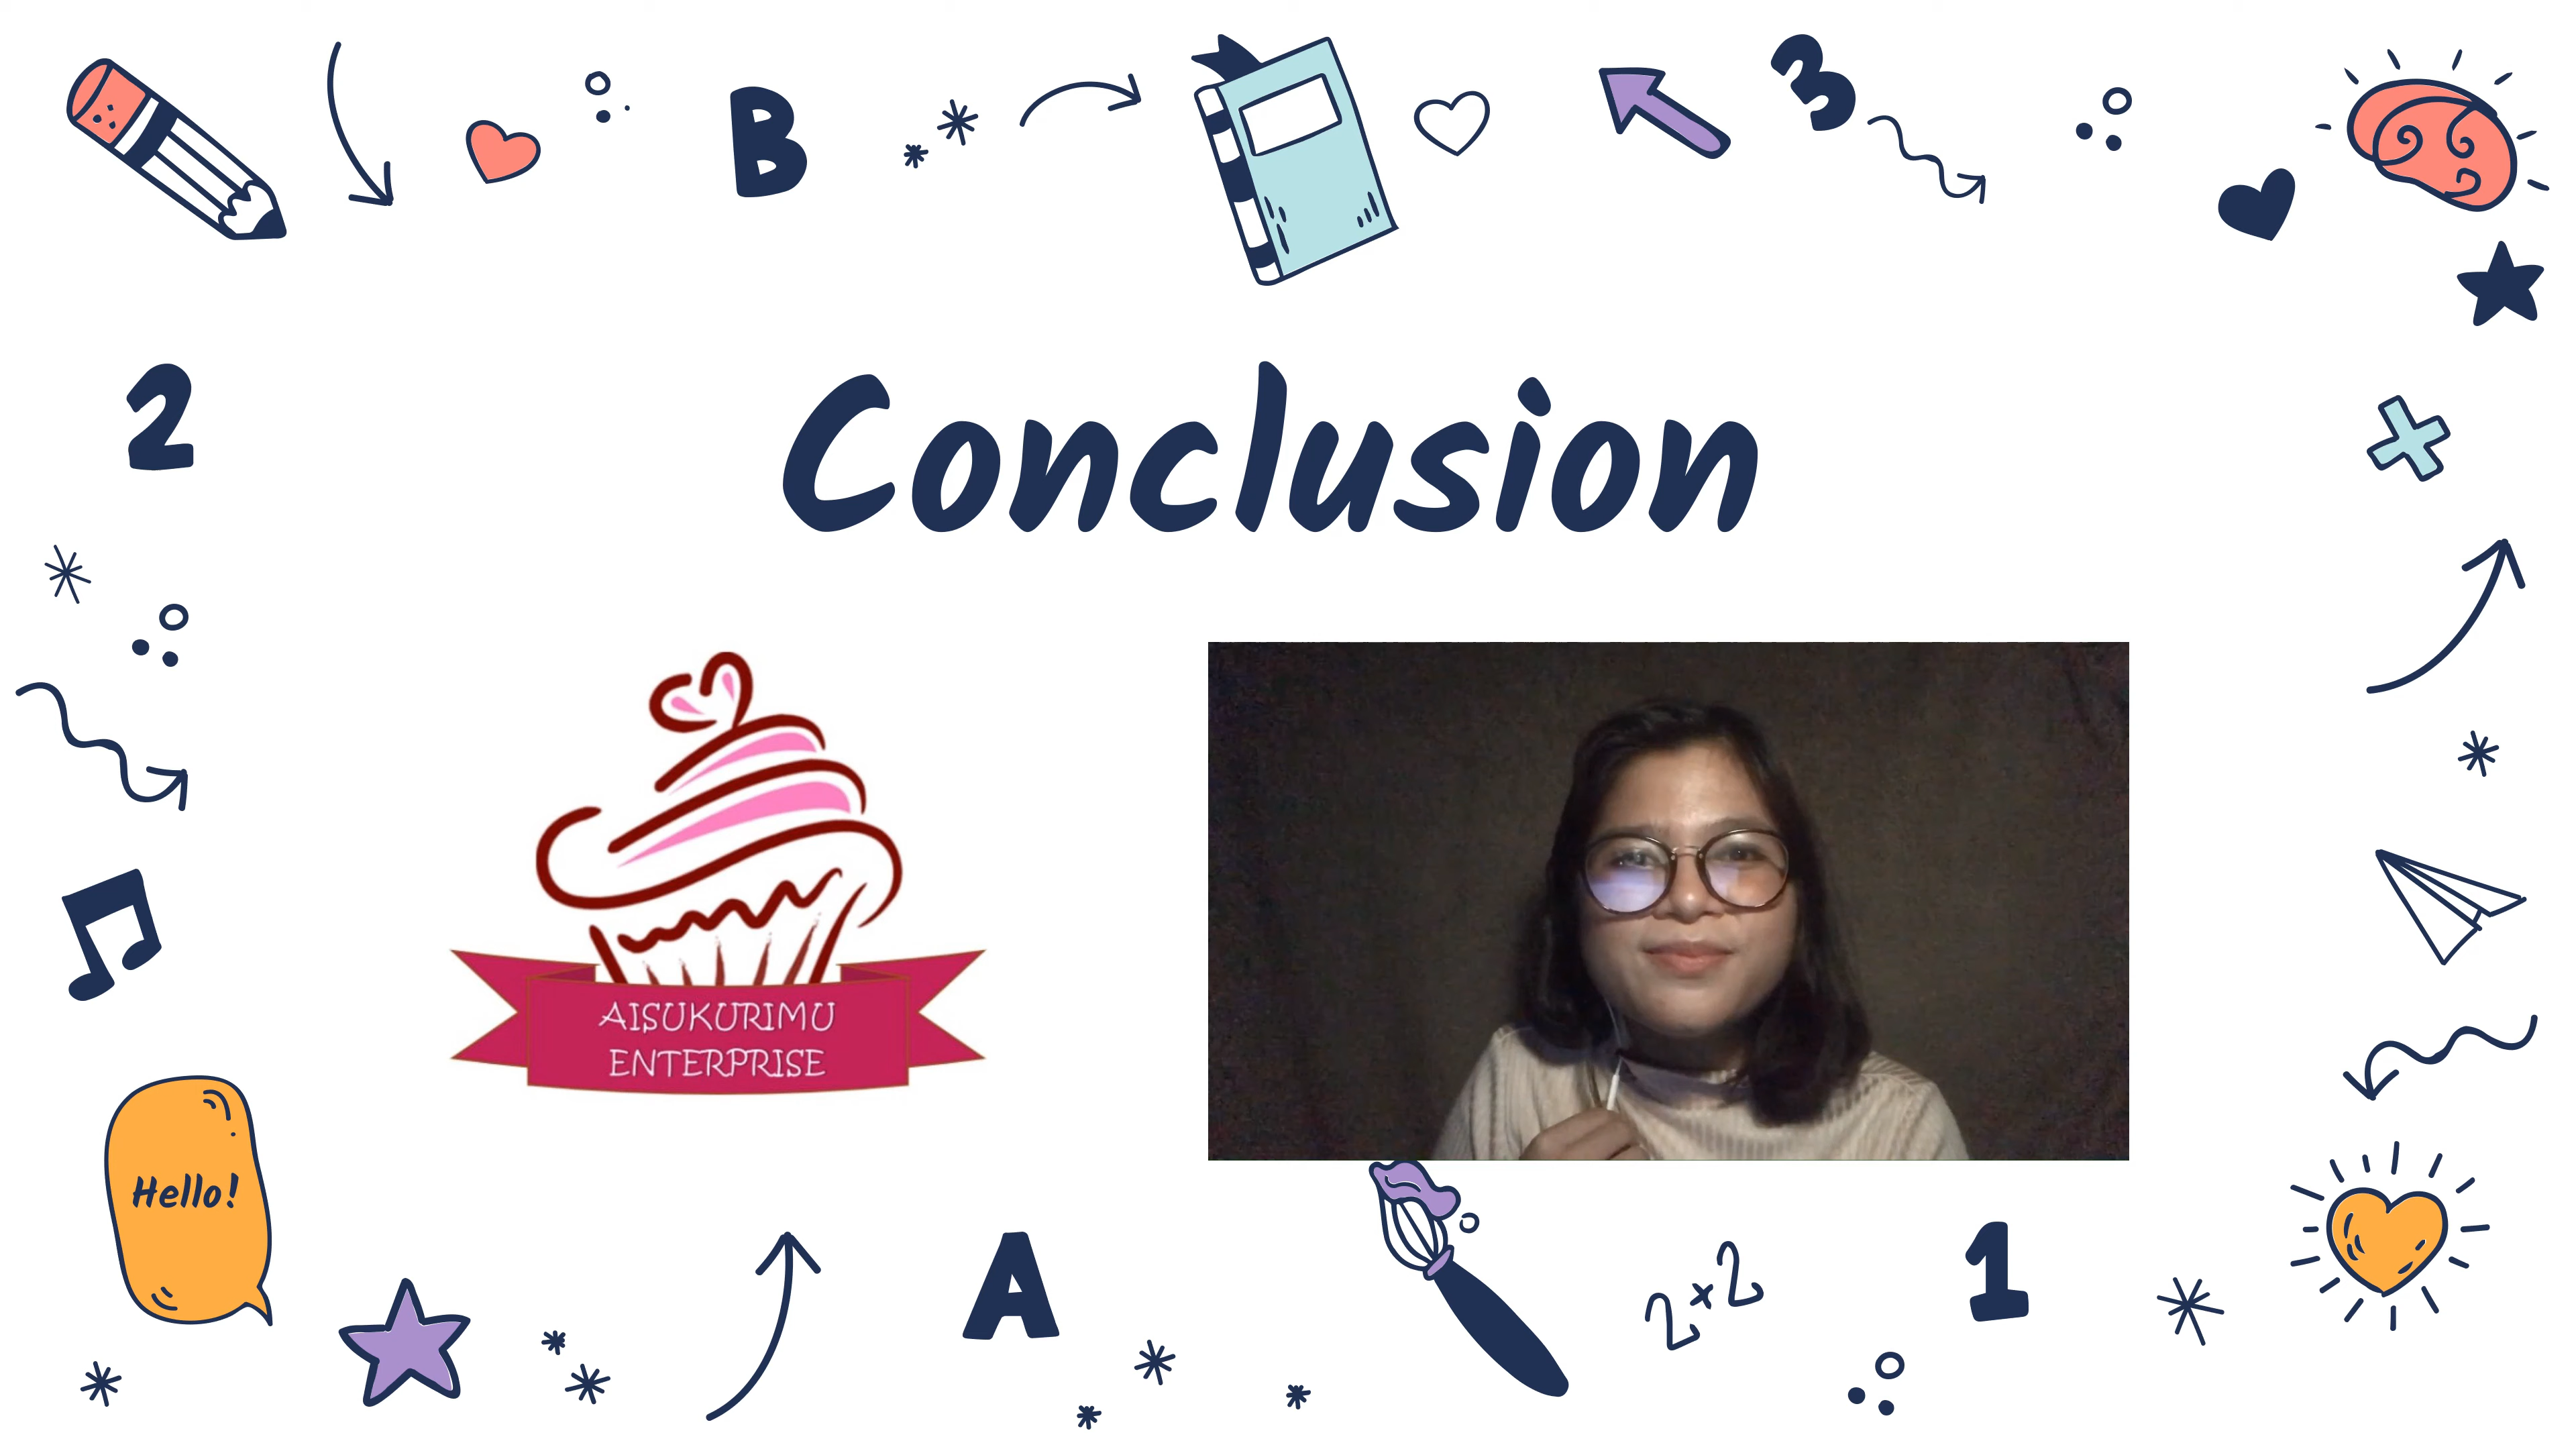 B
3
2
Conclusion
AISUKURIMU
ENTERPRISE
Hello!
A
2×2
1